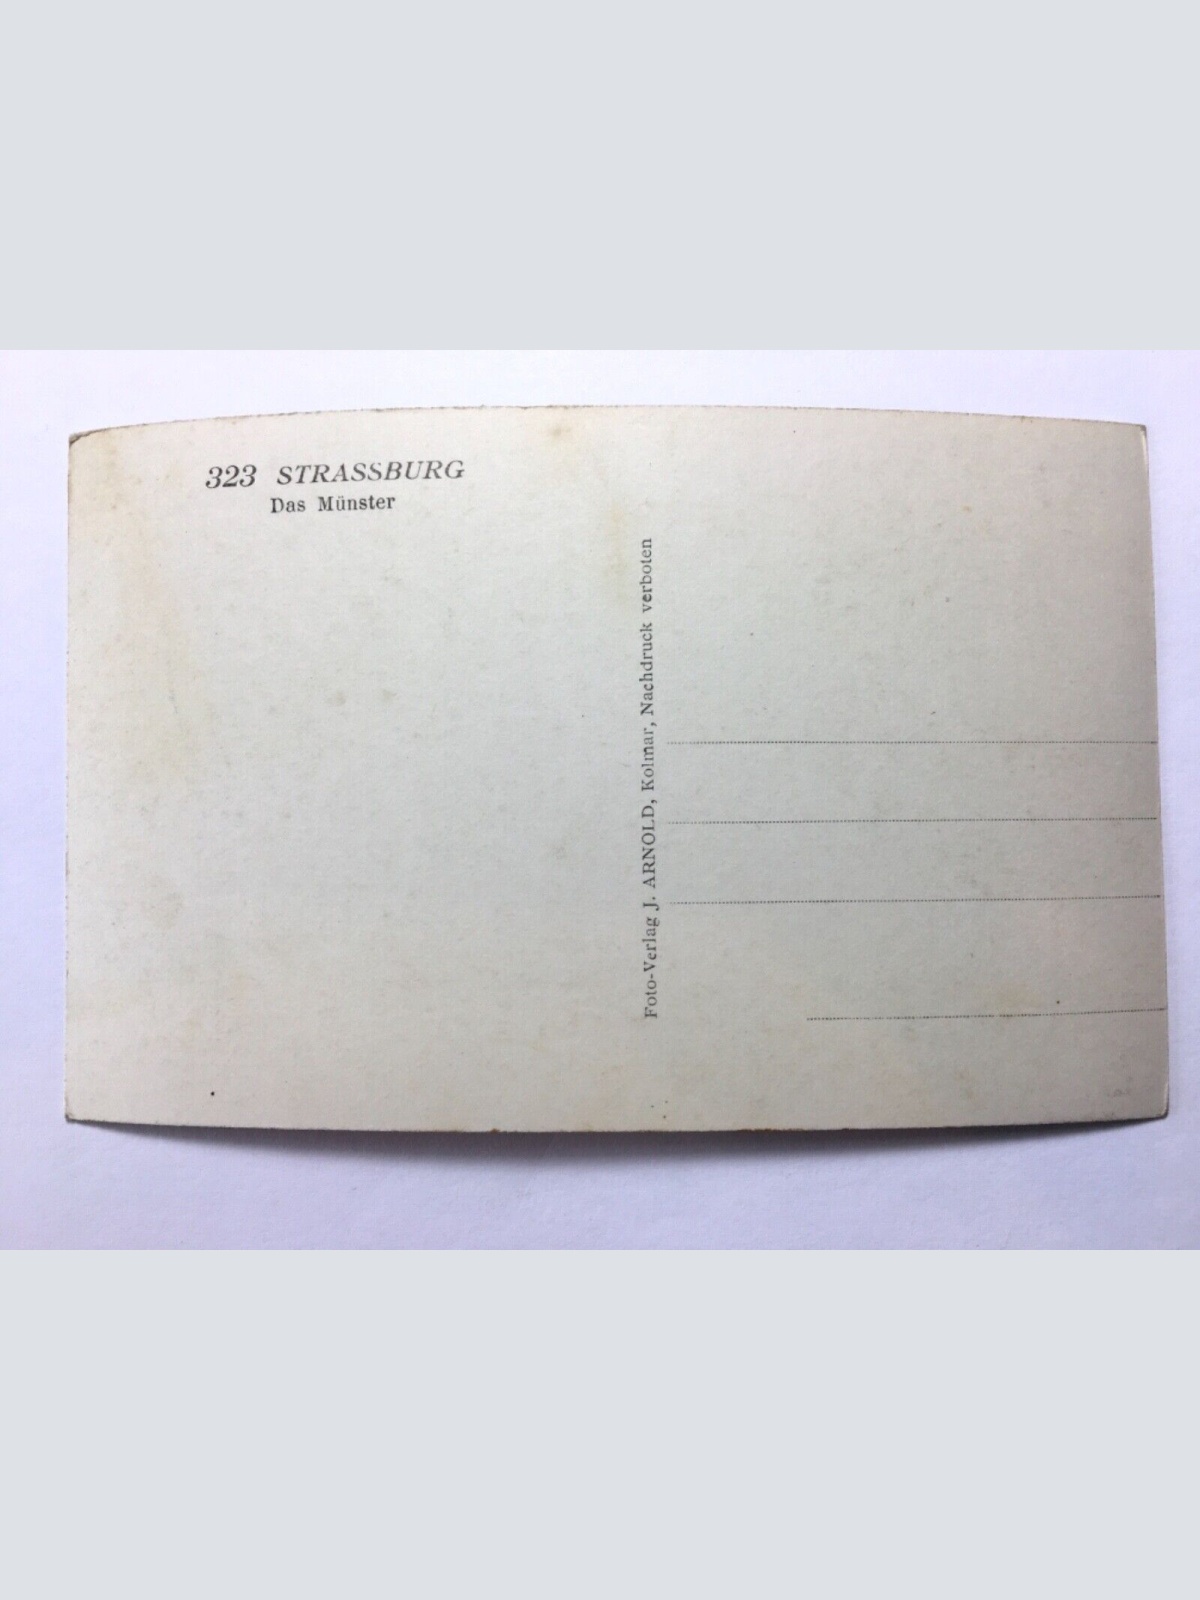 323 STRASSBURG
Das Münster
Foto-Verlag J. ARNOLD, Kolmar, Nachdruck verboten